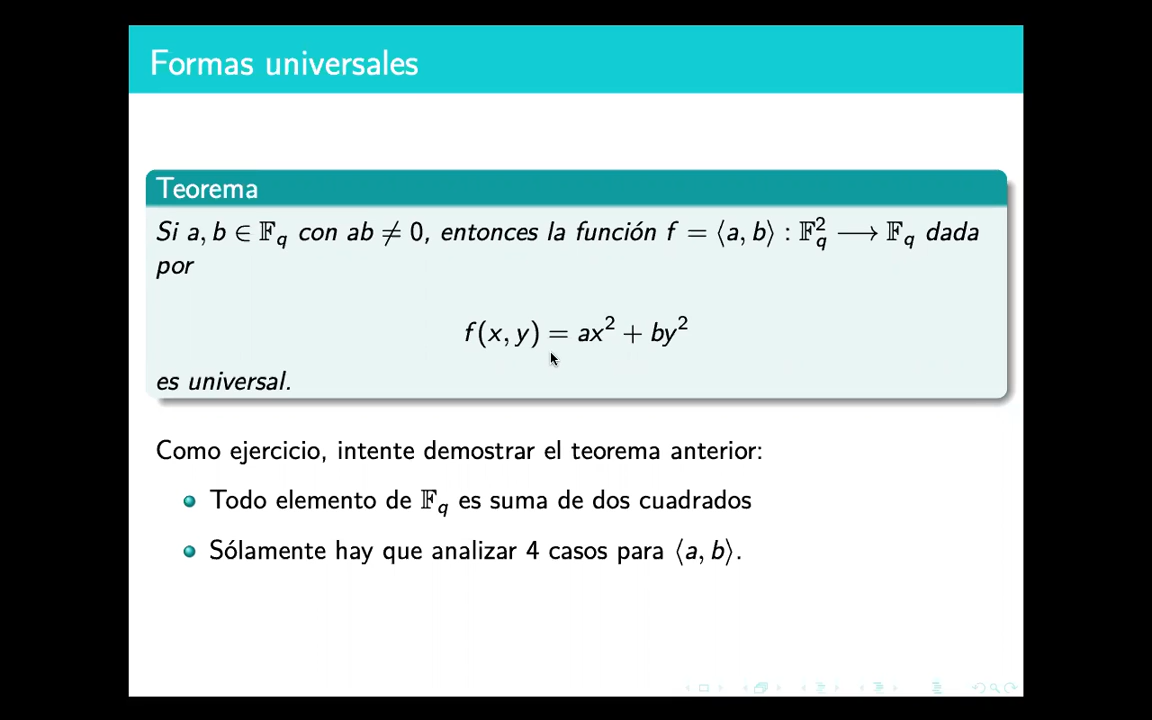 Formas universales
Teorema
Si a, b ∈ 𝔽_q con ab ≠ 0, entonces la función f = ⟨a, b⟩ : 𝔽_q^2 ⟶ 𝔽_q dada
por
f(x, y) = ax^2 + by^2
es universal.
Como ejercicio, intente demostrar el teorema anterior:
Todo elemento de 𝔽_q es suma de dos cuadrados
Sólamente hay que analizar 4 casos para ⟨a, b⟩.